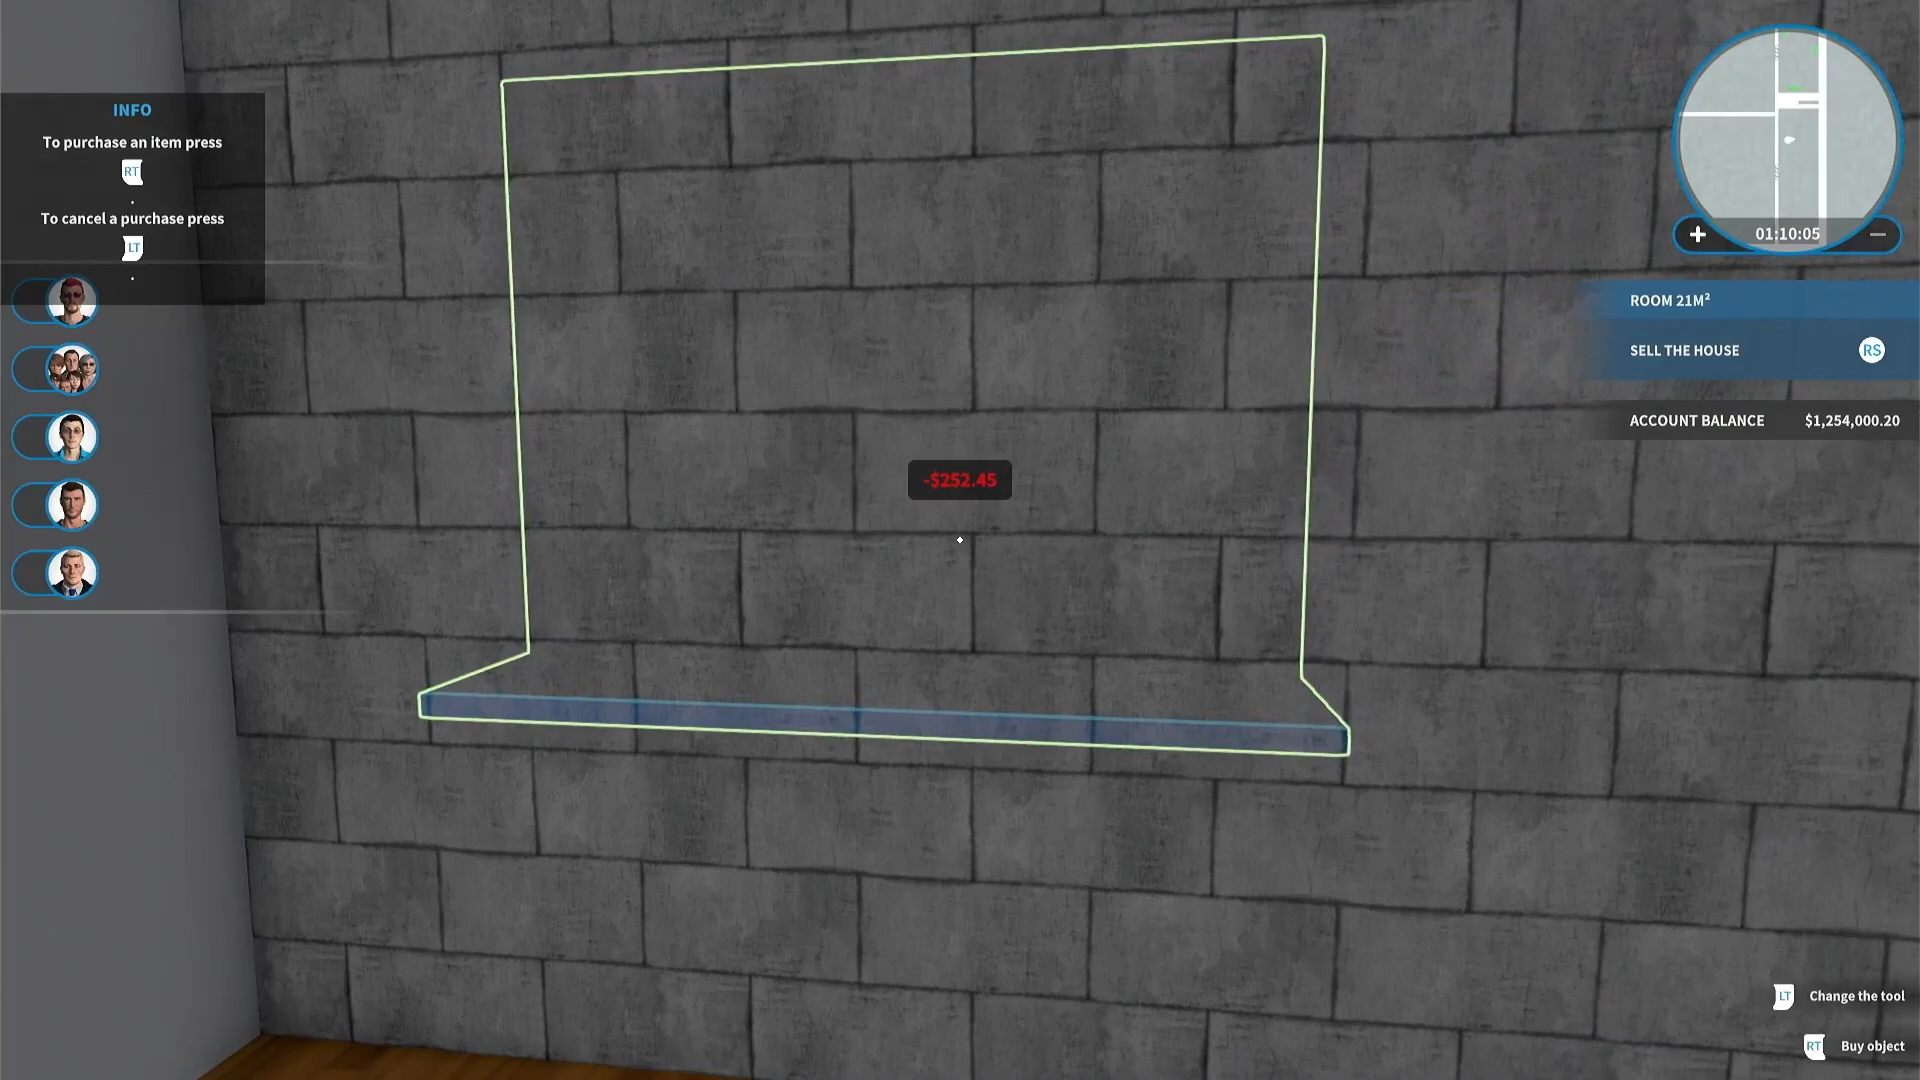 INFO
To purchase an item press
RT
.
To cancel a purchase press
LT
.
-$252.45
01:10:05
ROOM 21M²
SELL THE HOUSE RS
ACCOUNT BALANCE $1,254,000.20
LT Change the tool
RT Buy object